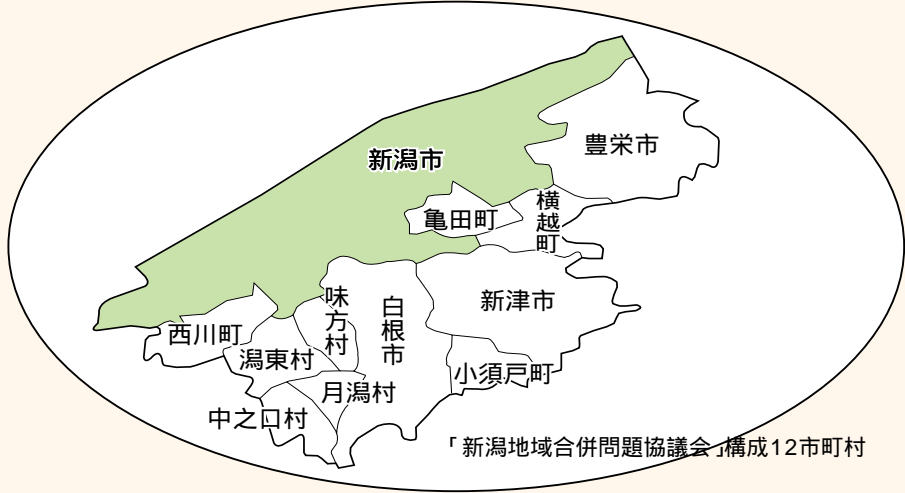 新潟市
豊栄市
亀田町
横越町
味方村
白根市
新津市
西川町
潟東村
小須戸町
月潟村
中之口村
「新潟地域合併問題協議会」構成12市町村